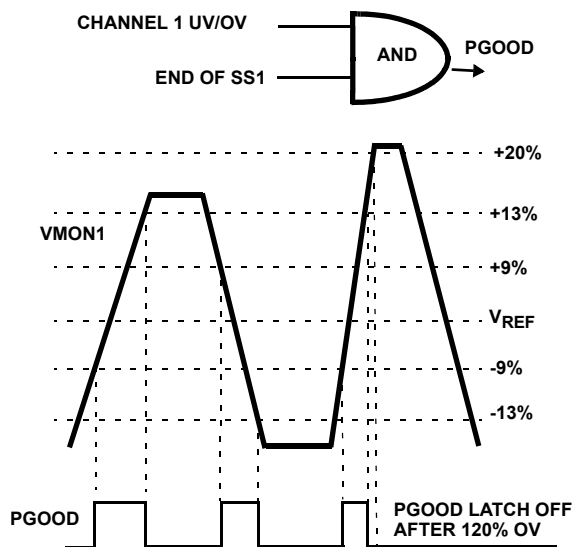 CHANNEL 1 UV/OV
AND
PGOOD
END OF SS1
+20%
+13%
VMON1
+9%
VREF
-9%
-13%
PGOOD
PGOOD LATCH OFF
AFTER 120% OV